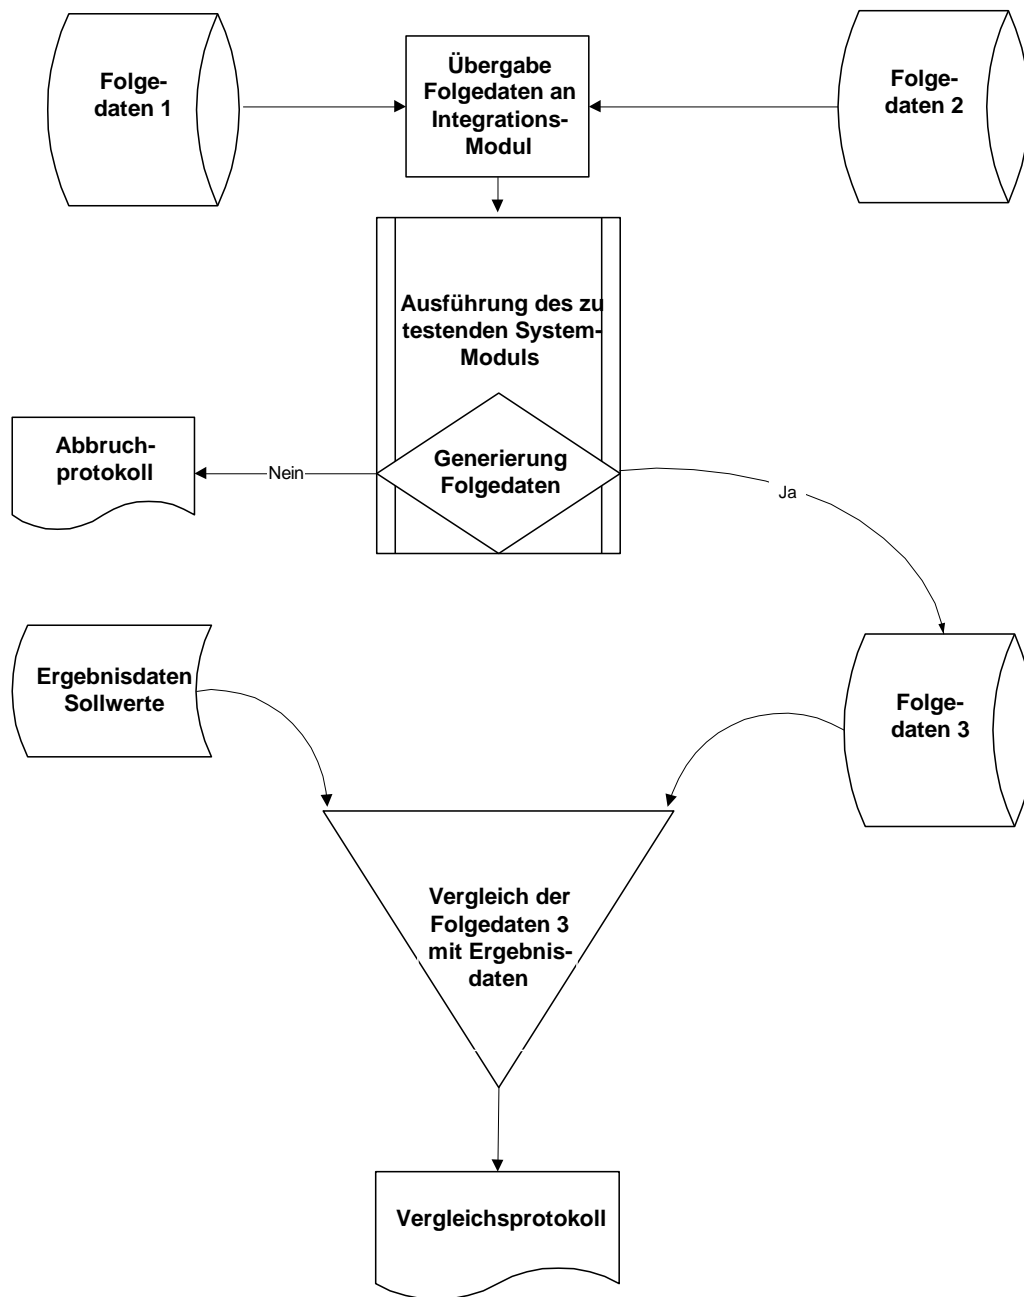 Folge-
daten 1
Übergabe
Folgedaten an
Integrations-
Modul
Folge-
daten 2
Ausführung des zu
testenden System-
Moduls
Abbruch-
protokoll
Nein
Generierung
Folgedaten
Ja
Ergebnisdaten
Sollwerte
Folge-
daten 3
Vergleich der
Folgedaten 3
mit Ergebnis-
daten
Vergleichsprotokoll